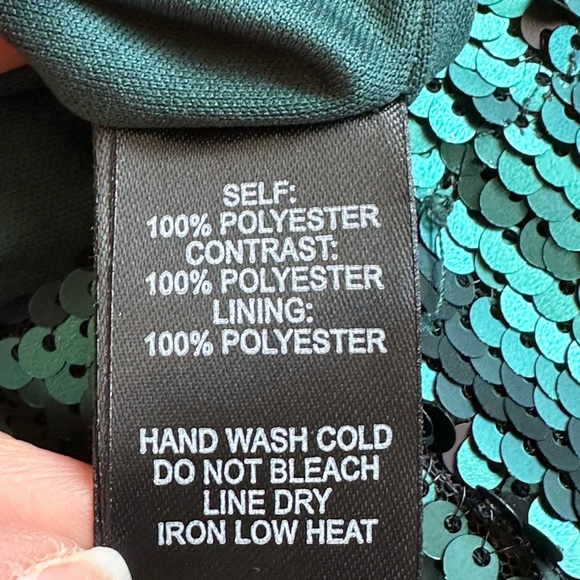 SELF:
100% POLYESTER
CONTRAST:
100% POLYESTER
LINING:
100% POLYESTER
HAND WASH COLD
DO NOT BLEACH
LINE DRY
IRON LOW HEAT